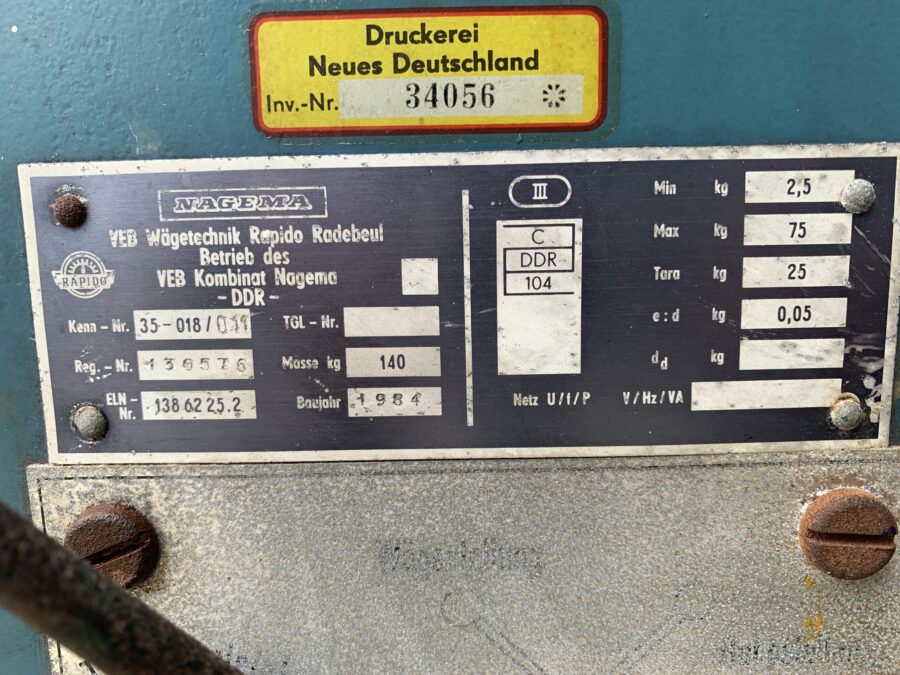 Druckerei
Neues Deutschland
Inv.-Nr. 34056
NAGEMA
VEB Wägetechnik Rapido Radebeul
Betrieb des
VEB Kombinat Nagema
-DDR-
RAPIDO
Kenn-Nr. 35-018/011
TGL-Nr.
Reg.-Nr 130576
Masse kg 140
ELN-Nr. 138 62 25.2
Baujahr 1984
III
C
DDR
104
Min kg 2,5
Max kg 75
Tara kg 25
e:d kg 0,05
dd kg
Netz U/f/P V/Hz/VA
Wägestellung